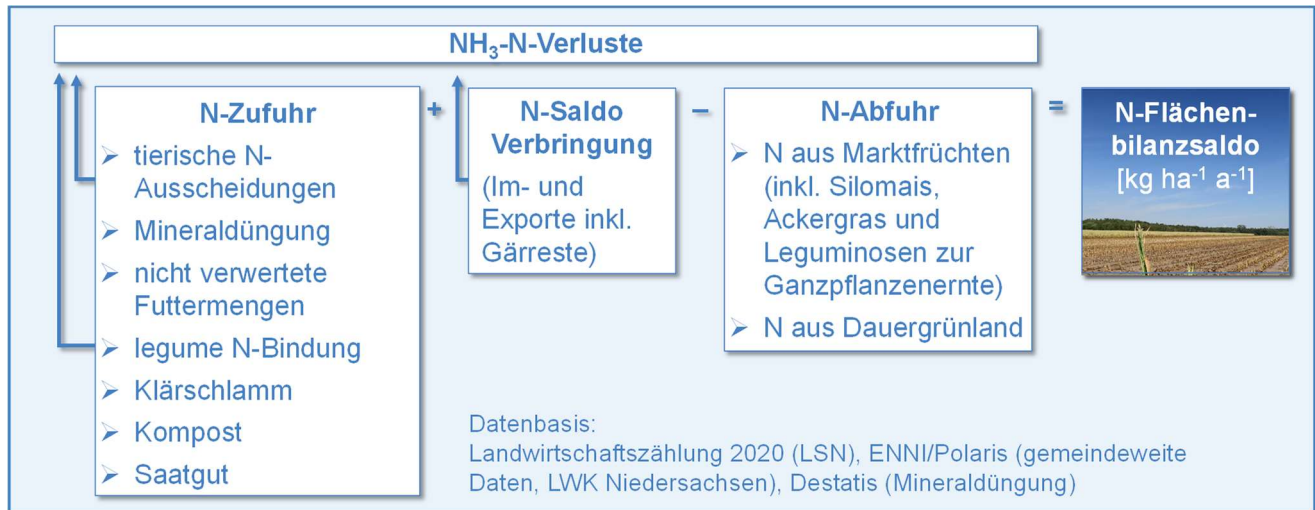 NH₃-N-Verluste
N-Zufuhr
➢ tierische N-
Ausscheidungen
➢ Mineraldüngung
➢ nicht verwertete
Futtermengen
➢ legume N-Bindung
➢ Klärschlamm
➢ Kompost
➢ Saatgut
+
N-Saldo
Verbringung
(Im- und
Exporte inkl.
Gärreste)
–
N-Abfuhr
➢ N aus Marktfrüchten
(inkl. Silomais,
Ackergras und
Leguminosen zur
Ganzpflanzenernte)
➢ N aus Dauergrünland
=
N-Flächen-
bilanzsaldo
[kg ha⁻¹ a⁻¹]
Datenbasis:
Landwirtschaftszählung 2020 (LSN), ENNI/Polaris (gemeindeweite
Daten, LWK Niedersachsen), Destatis (Mineraldüngung)